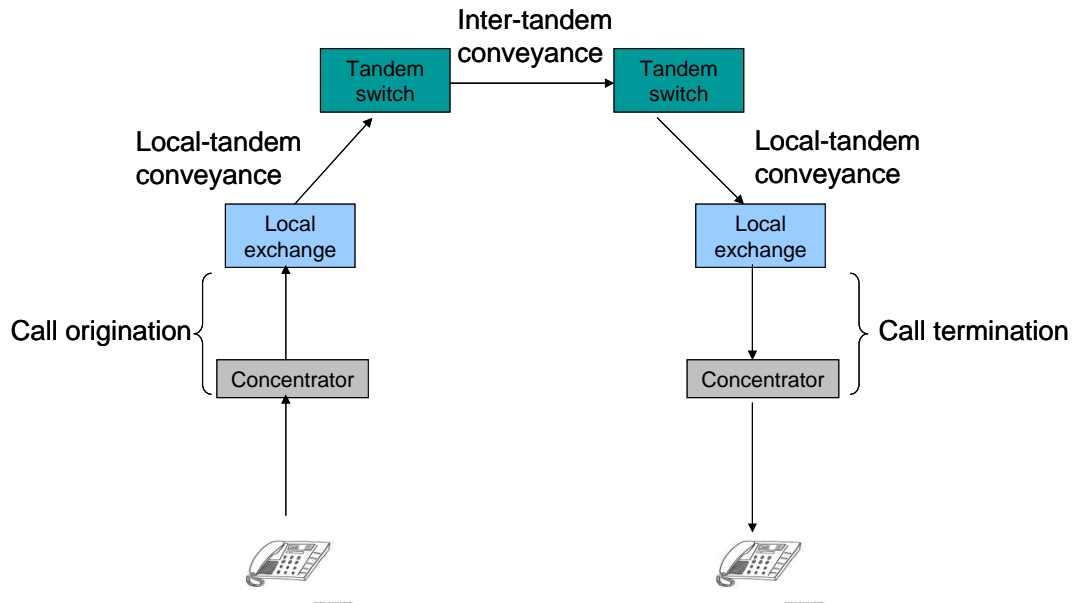 Inter-tandem
conveyance
Tandem
switch
Tandem
switch
Local-tandem
conveyance
Local-tandem
conveyance
Local
exchange
Local
exchange
Call origination
Call termination
Concentrator
Concentrator